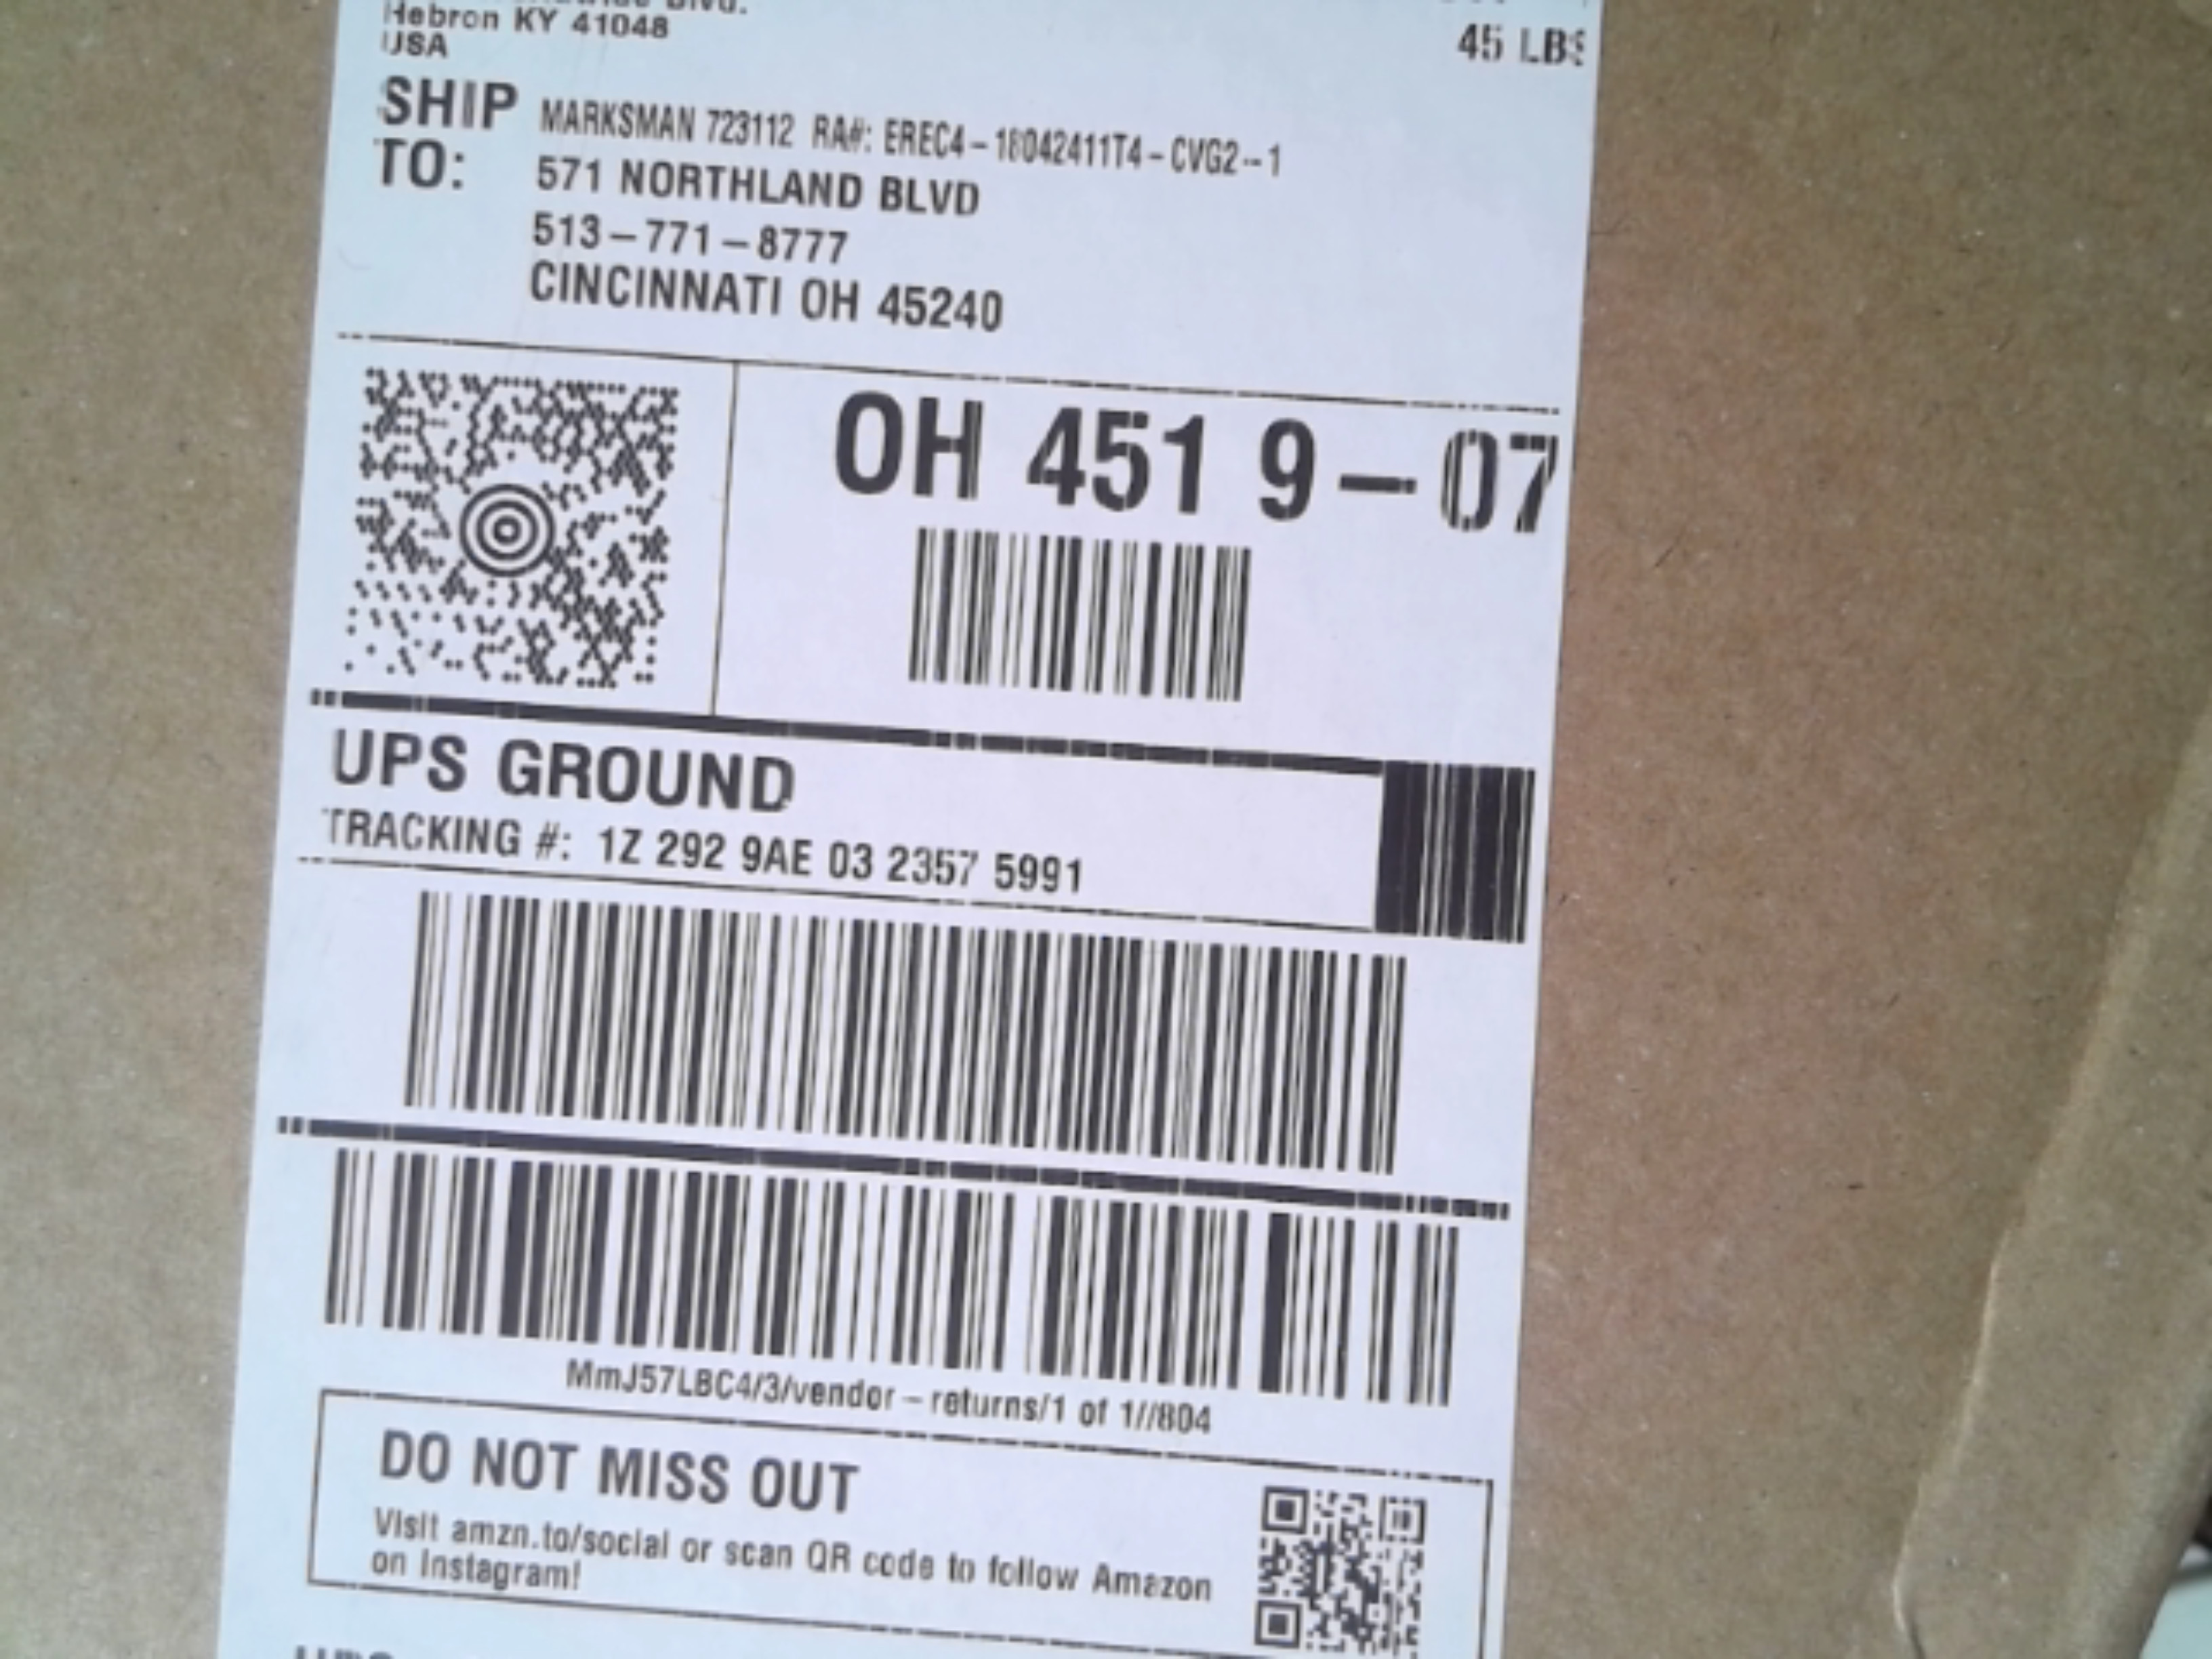 Blvd.
Hebron KY 41048
USA
45 LBS
SHIP TO:
MARKSMAN 723112 RA#: EREC4-18042411T4-CVG2--1
571 NORTHLAND BLVD
513-771-8777
CINCINNATI OH 45240
OH 451 9-07
UPS GROUND
TRACKING #: 1Z 292 9AE 03 2357 5991
MmJ57LBC4/3/vendor-returns/1 of 1//804
DO NOT MISS OUT
Visit amzn.to/social or scan QR code to follow Amazon
on Instagram!